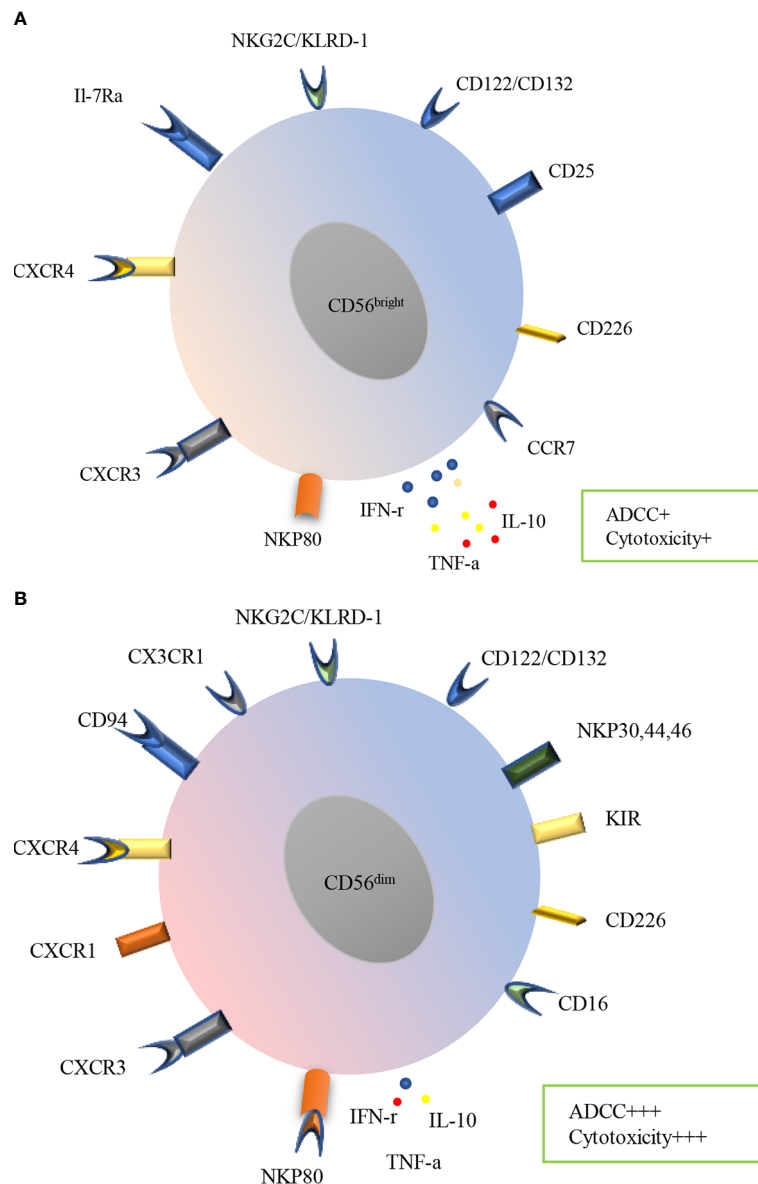 A
NKG2C/KLRD-1
CD122/CD132
Il-7Ra
CD25
CXCR4
CD56bright
CD226
CCR7
CXCR3
IFN-r
IL-10
NKP80
TNF-a
ADCC+
Cytotoxicity+
B
NKG2C/KLRD-1
CX3CR1
CD122/CD132
CD94
NKP30,44,46
KIR
CXCR4
CD56dim
CD226
CXCR1
CD16
CXCR3
IFN-r
IL-10
NKP80
TNF-a
ADCC+++
Cytotoxicity+++